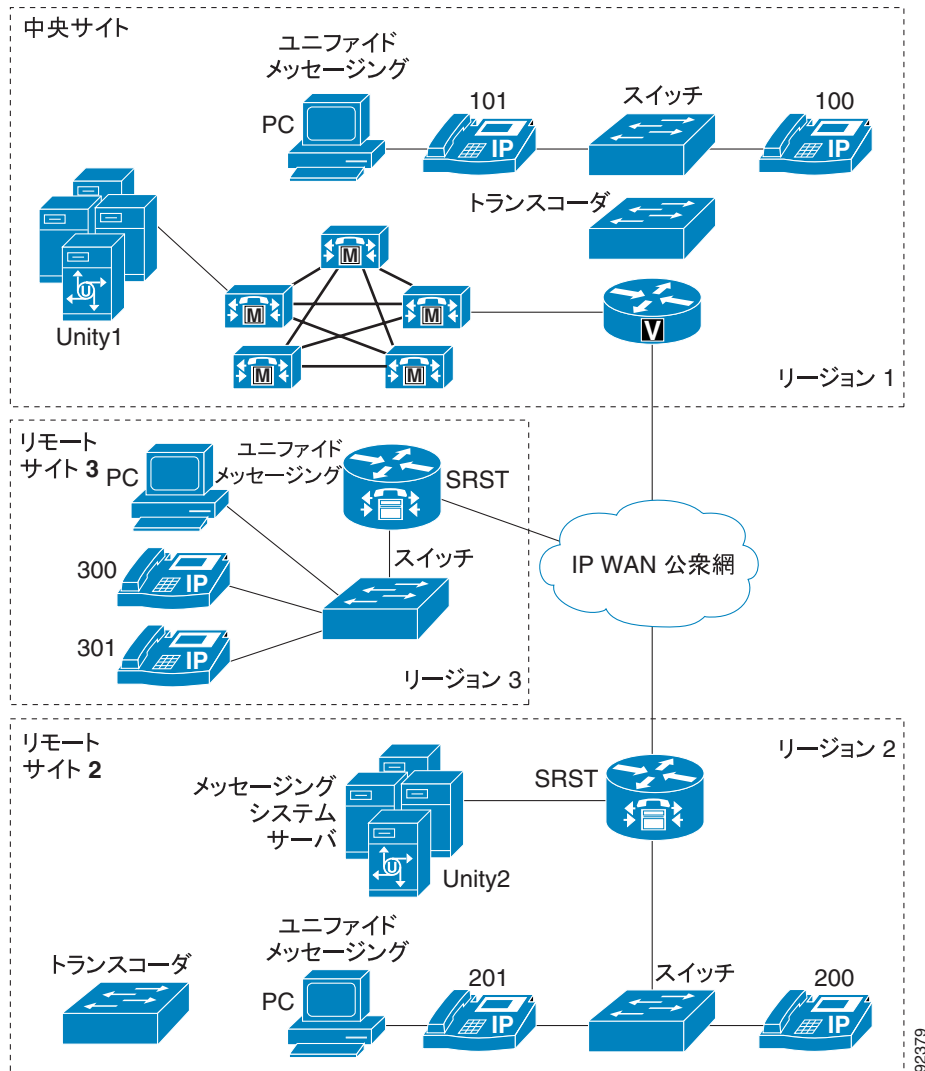 中央サイト
ユニファイド
メッセージング
PC
101
IP
スイッチ
100
IP
トランスコーダ
M
M
M
M
M
U
Unity1
V
リージョン 1
リモート
サイト 3
PC
ユニファイド
メッセージング
SRST
300
IP
301
IP
スイッチ
リージョン 3
IP WAN 公衆網
リモート
サイト 2
リージョン 2
メッセージング
システム
サーバ
U
Unity2
SRST
トランスコーダ
ユニファイド
メッセージング
PC
201
IP
スイッチ
200
IP
92379